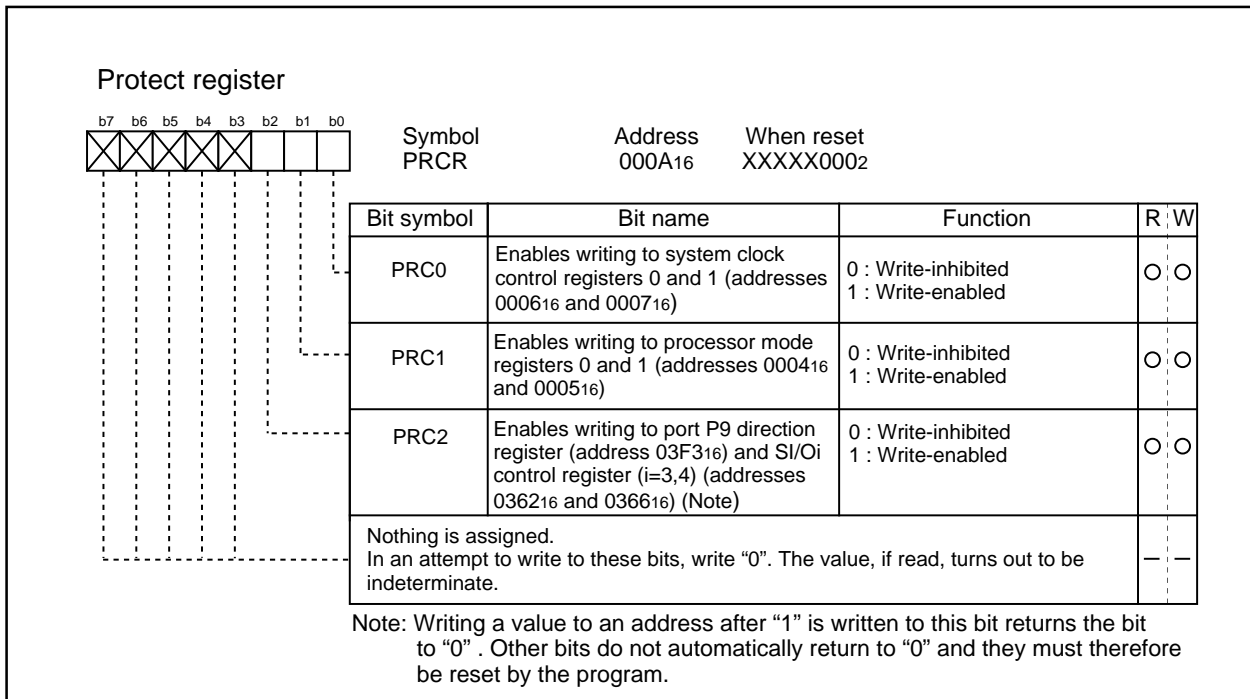 Protect register
b7 b6 b5 b4 b3 b2 b1 b0
Symbol Address When reset
PRCR 000A16 XXXXX0002
Bit symbol Bit name Function R W
PRC0 Enables writing to system clock
control registers 0 and 1 (addresses
000616 and 000716)
0 : Write-inhibited
1 : Write-enabled
PRC1 Enables writing to processor mode
registers 0 and 1 (addresses 000416
and 000516)
0 : Write-inhibited
1 : Write-enabled
PRC2 Enables writing to port P9 direction
register (address 03F316) and SI/Oi
control register (i=3,4) (addresses
036216 and 036616) (Note)
0 : Write-inhibited
1 : Write-enabled
Nothing is assigned.
In an attempt to write to these bits, write “0”. The value, if read, turns out to be
indeterminate.
Note: Writing a value to an address after “1” is written to this bit returns the bit
to “0” . Other bits do not automatically return to “0” and they must therefore
be reset by the program.